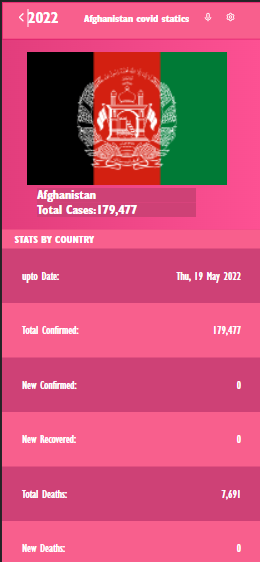 2022 Afghanistan covid statics
Afghanistan
Total Cases:179,477
STATS BY COUNTRY
upto Date: Thu, 19 May 2022
Total Confirmed: 179,477
New Confirmed: 0
New Recovered: 0
Total Deaths: 7,691
New Deaths: 0